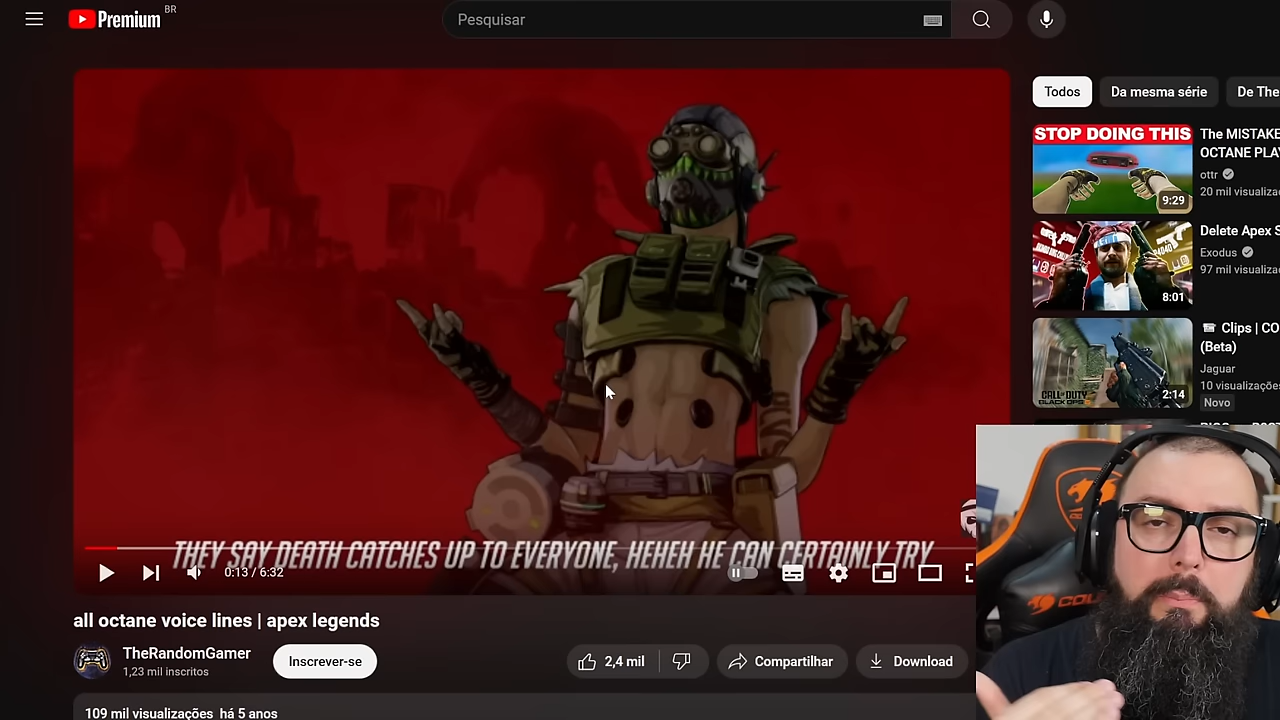 Premium
BR
Pesquisar
THEY SAY DEATH CATCHES UP TO EVERYONE, HEHEH HE CAN CERTAINLY TRY
0:13 / 6:32
all octane voice lines | apex legends
TheRandomGamer
1,23 mil inscritos
Inscrever-se
2,4 mil
Compartilhar
Download
109 mil visualizações há 5 anos
Todos
Da mesma série
De The
STOP DOING THIS
9:29
The MISTAKE
OCTANE PLA
ottr
20 mil visualiza
8:01
Delete Apex S
Exodus
97 mil visualiza
CALL OF DUTY
BLACK OPS
2:14
Clips | CO
(Beta)
Jaguar
10 visualizações
Novo